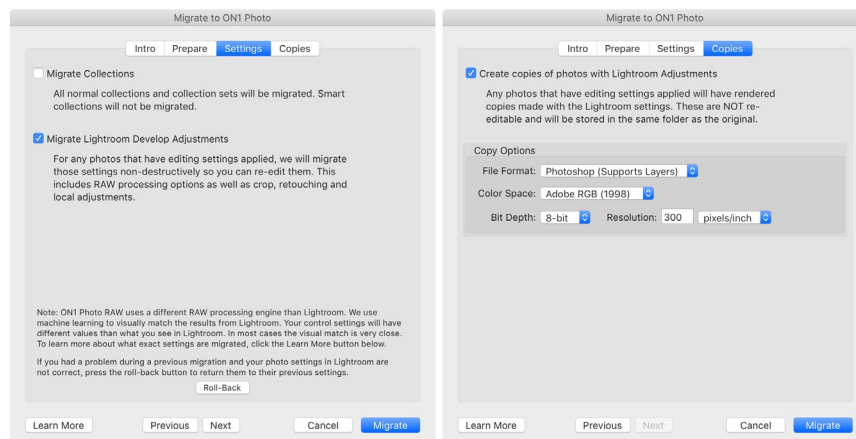 Migrate to ON1 Photo
Intro Prepare Settings Copies
Migrate Collections
All normal collections and collection sets will be migrated. Smart
collections will not be migrated.
Migrate Lightroom Develop Adjustments
For any photos that have editing settings applied, we will migrate
those settings non-destructively so you can re-edit them. This
includes RAW processing options as well as crop, retouching and
local adjustments.
Note: ON1 Photo RAW uses a different RAW processing engine than Lightroom. We use
machine learning to visually match the results from Lightroom. Your control settings will have
different values than what you see in Lightroom. In most cases the visual match is very close.
To learn more about what exact settings are migrated, click the Learn More button below.
If you had a problem during a previous migration and your photo settings in Lightroom are
not correct, press the roll-back button to return them to their previous settings.
Roll-Back
Learn More Previous Next Cancel Migrate
Migrate to ON1 Photo
Intro Prepare Settings Copies
Create copies of photos with Lightroom Adjustments
Any photos that have editing settings applied will have rendered
copies made with the Lightroom settings. These are NOT re-
editable and will be stored in the same folder as the original.
Copy Options
File Format: Photoshop (Supports Layers)
Color Space: Adobe RGB (1998)
Bit Depth: 8-bit Resolution: 300 pixels/inch
Learn More Previous Next Cancel Migrate